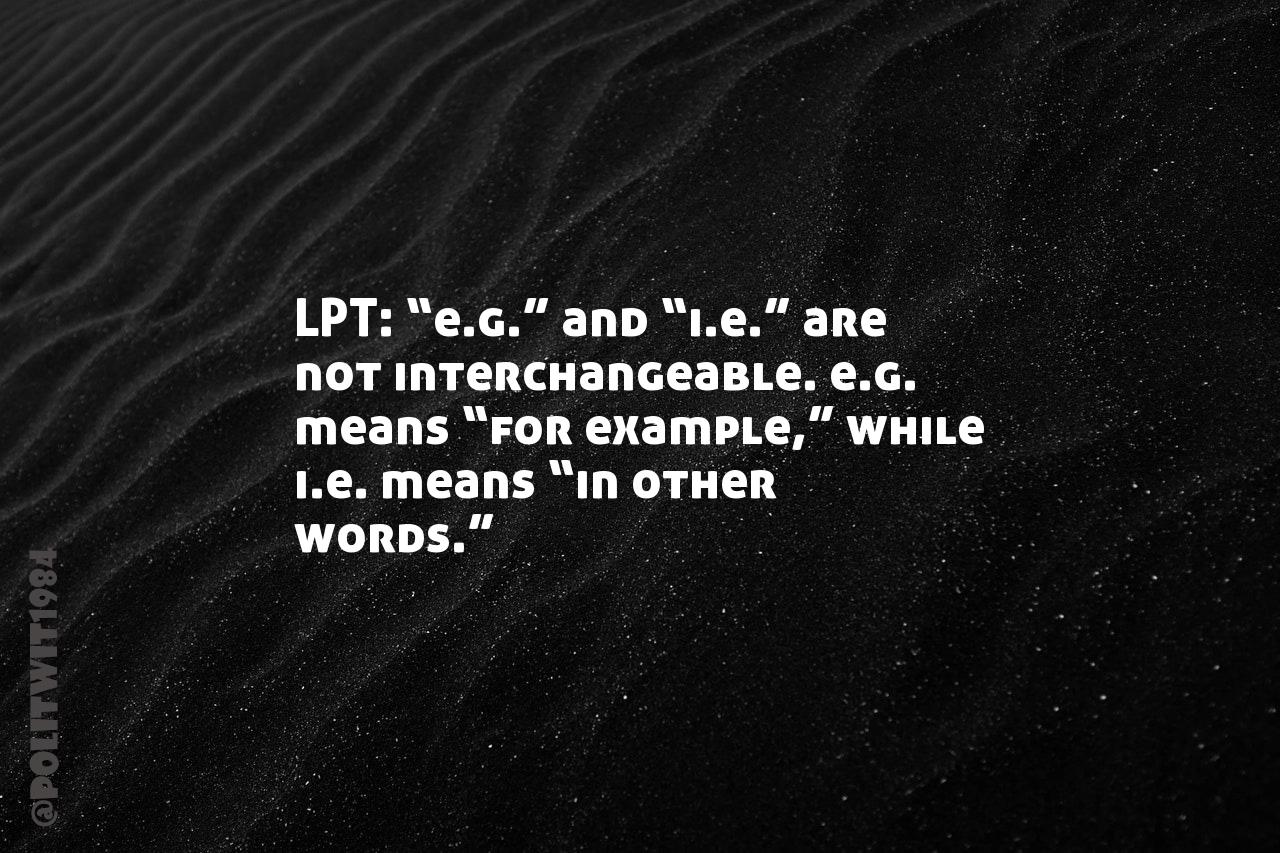 LPT: “e.g.” and “i.e.” are
not interchangeable. e.g.
means “for example,” while
i.e. means “in other
words.”
@POLITWIT1984